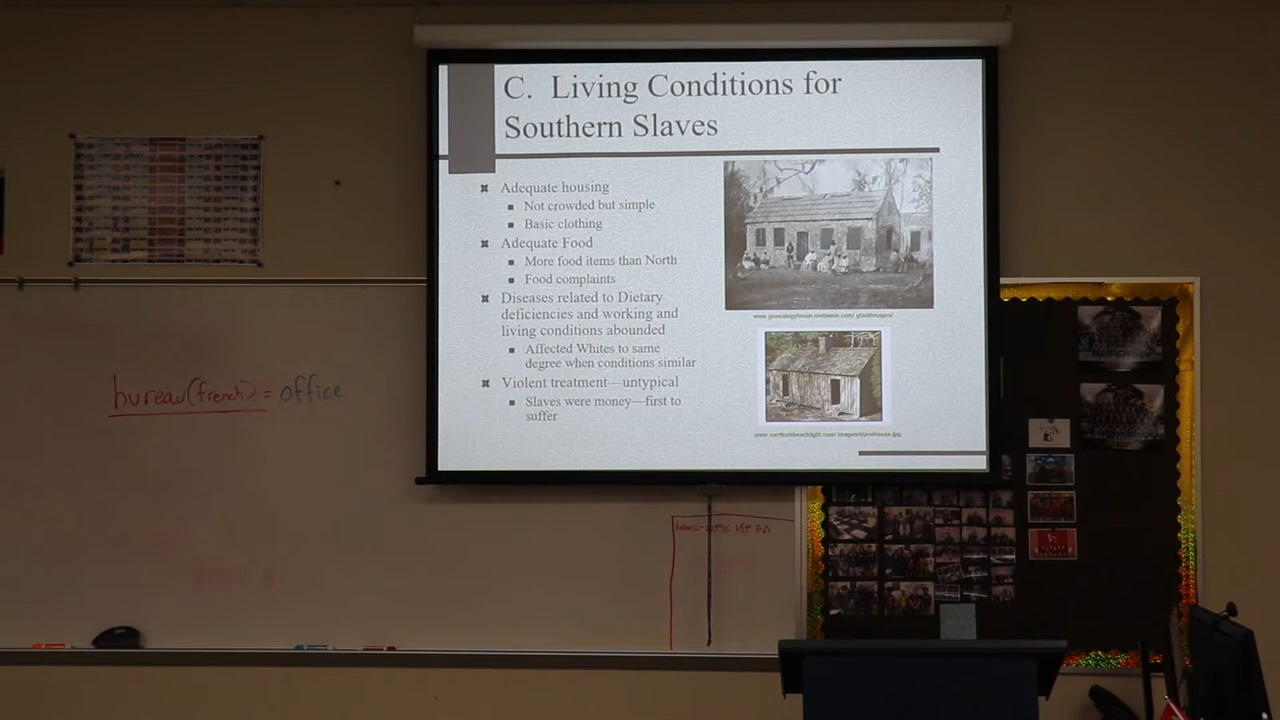 C. Living Conditions for
Southern Slaves
Adequate housing
Not crowded but simple
Basic clothing
Adequate Food
More food items than North
Food complaints
Diseases related to Dietary
deficiencies and working and
living conditions abounded
Affected Whites to same
degree when conditions similar
Violent treatment—untypical
Slaves were money—first to
suffer
bureau(french) = office